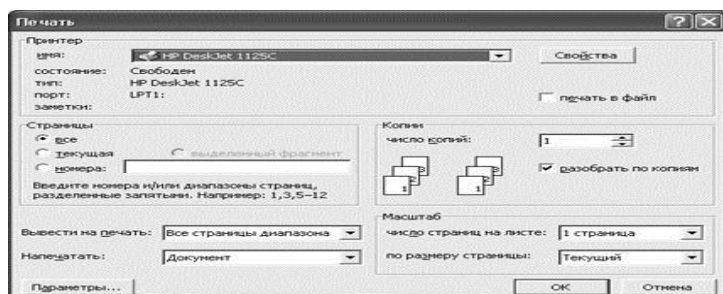 Печать
Принтер
имя: HP DeskJet 1125C
Свойства
состояние: Свободен
тип: HP DeskJet 1125C
порт: LPT1:
заметки:
печать в файл
Страницы
все
текущая выделенный фрагмент
номера:
Введите номера и/или диапазоны страниц,
разделенные запятыми. Например: 1,3,5–12
Копии
число копий: 1
разобрать по копиям
Вывести на печать: Все страницы диапазона
Напечатать: Документ
Масштаб
число страниц на листе: 1 страница
по размеру страницы: Текущий
Параметры...
ОК
Отмена